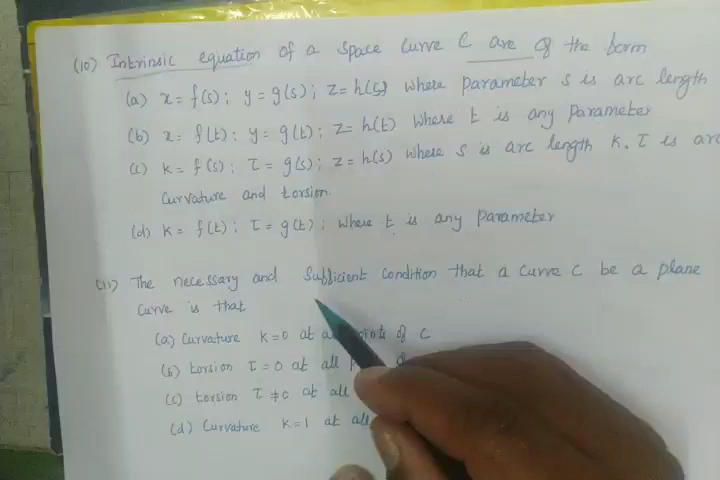 (10) Intrinsic equation of a space curve C are of the form
(a) x = f(s); y = g(s); z = h(s) where parameter s is arc length
(b) x = f(t); y = g(t); z = h(t) where t is any parameter
(c) K = f(s); τ = g(s); z = h(s) where s is arc length K. τ is arc
curvature and torsion.
(d) K = f(t); τ = g(t); where t is any parameter
(11) The necessary and sufficient condition that a curve C be a plane
curve is that
(a) Curvature K=0 at all points of C
(b) torsion τ=0 at all
(c) torsion τ≠0 at all
(d) Curvature K=1 at all